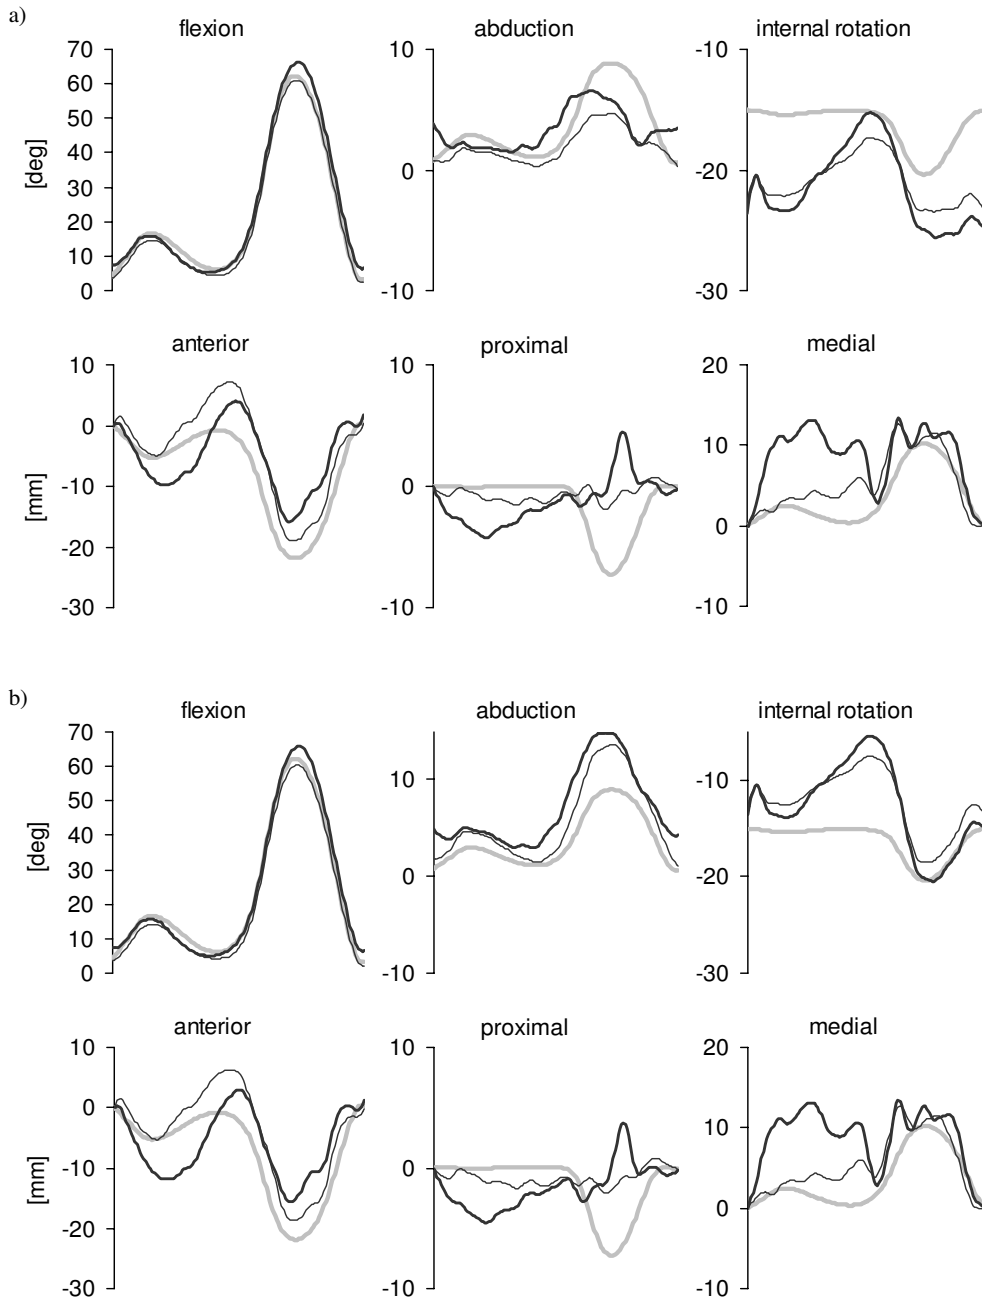 a)
flexion abduction internal rotation
70 10 -10
60
50
40 0 -20
[deg]
30
20
10
0 -10 -30
anterior proximal medial
10 10 20
0 10
-10 0 0
[mm]
-20
-30 -10 -10
b)
flexion abduction internal rotation
70
60 10 -10
50
40
[deg]
30 0 -20
20
10
0 -10 -30
anterior proximal medial
10 10 20
0 10
-10 0 0
[mm]
-20
-30 -10 -10